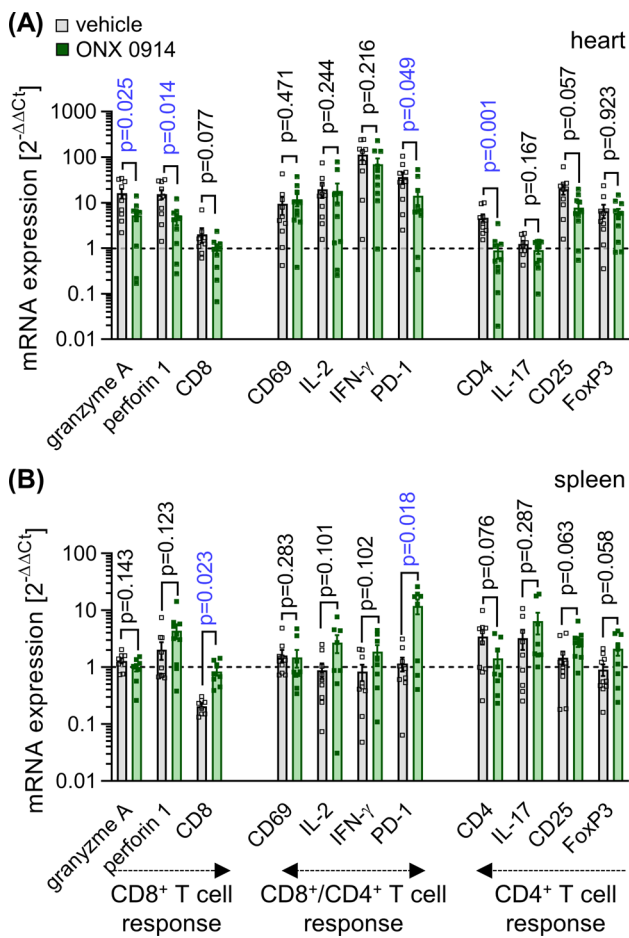 (A)
vehicle
ONX 0914
heart
mRNA expression [2^-ΔΔCt]
1000
100
10
1
0.1
0.01
p=0.025
p=0.014
p=0.077
p=0.471
p=0.244
p=0.216
p=0.049
p=0.001
p=0.167
p=0.057
p=0.923
granzyme A
perforin 1
CD8
CD69
IL-2
IFN-γ
PD-1
CD4
IL-17
CD25
FoxP3
(B)
spleen
mRNA expression [2^-ΔΔCt]
100
10
1
0.1
0.01
p=0.143
p=0.123
p=0.023
p=0.283
p=0.101
p=0.102
p=0.018
p=0.076
p=0.287
p=0.063
p=0.058
granyzme A
perforin 1
CD8
CD69
IL-2
IFN-γ
PD-1
CD4
IL-17
CD25
FoxP3
CD8⁺ T cell
response
CD8⁺/CD4⁺ T cell
response
CD4⁺ T cell
response